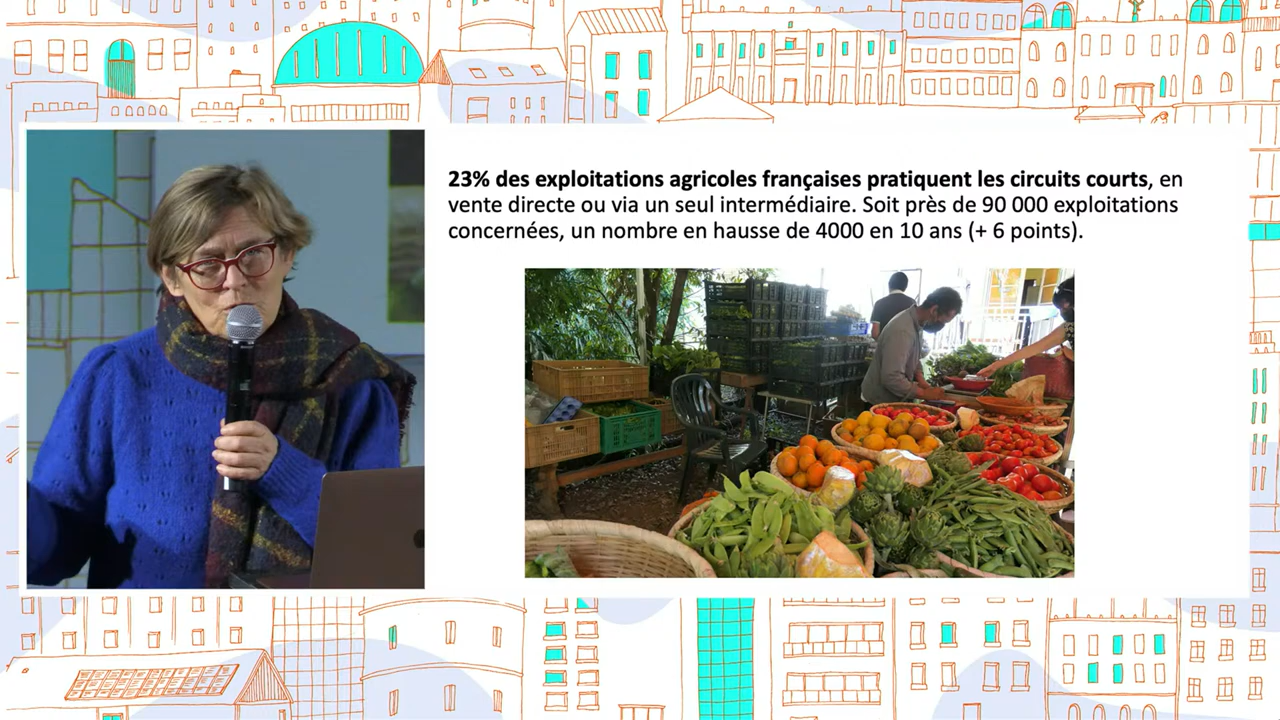 23% des exploitations agricoles françaises pratiquent les circuits courts, en
vente directe ou via un seul intermédiaire. Soit près de 90 000 exploitations
concernées, un nombre en hausse de 4000 en 10 ans (+ 6 points).